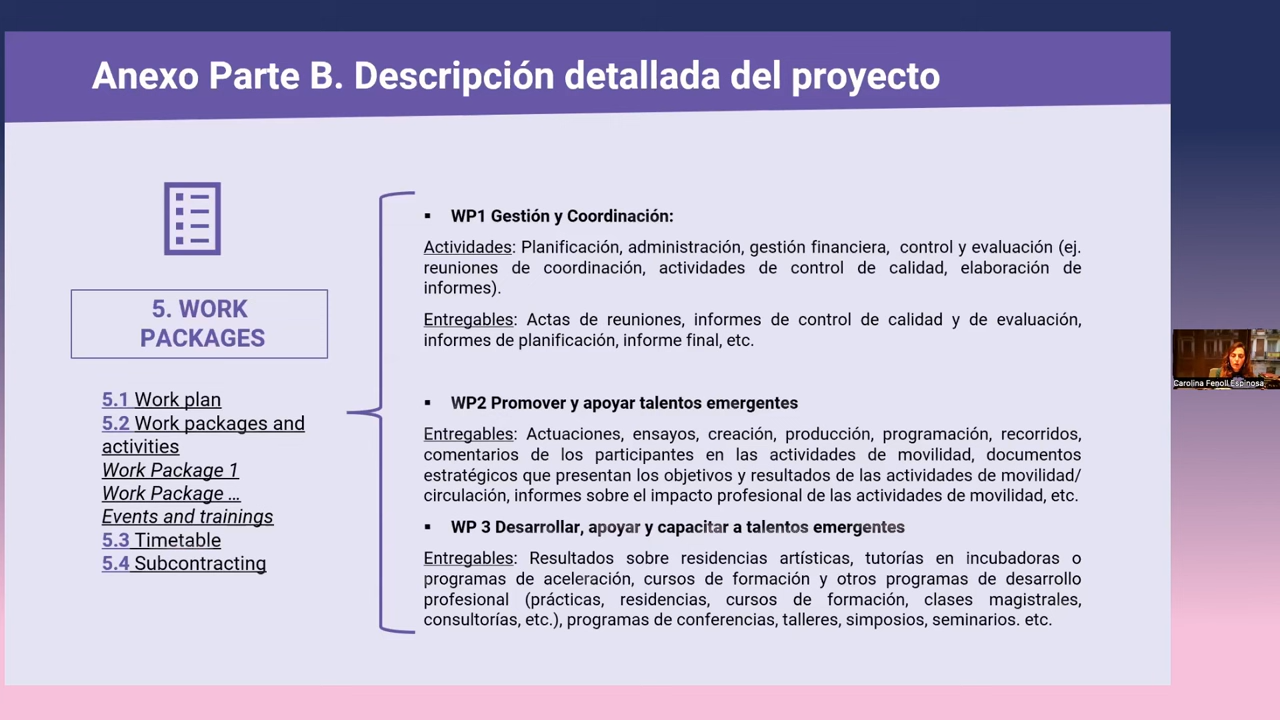 Anexo Parte B. Descripción detallada del proyecto
5. WORK
PACKAGES
5.1 Work plan
5.2 Work packages and
activities
Work Package 1
Work Package ...
Events and trainings
5.3 Timetable
5.4 Subcontracting
▪ WP1 Gestión y Coordinación:
Actividades: Planificación, administración, gestión financiera, control y evaluación (ej.
reuniones de coordinación, actividades de control de calidad, elaboración de
informes).
Entregables: Actas de reuniones, informes de control de calidad y de evaluación,
informes de planificación, informe final, etc.
▪ WP2 Promover y apoyar talentos emergentes
Entregables: Actuaciones, ensayos, creación, producción, programación, recorridos,
comentarios de los participantes en las actividades de movilidad, documentos
estratégicos que presentan los objetivos y resultados de las actividades de movilidad/
circulación, informes sobre el impacto profesional de las actividades de movilidad, etc.
▪ WP 3 Desarrollar, apoyar y capacitar a talentos emergentes
Entregables: Resultados sobre residencias artísticas, tutorías en incubadoras o
programas de aceleración, cursos de formación y otros programas de desarrollo
profesional (prácticas, residencias, cursos de formación, clases magistrales,
consultorías, etc.), programas de conferencias, talleres, simposios, seminarios. etc.
Carolina Fenoll Espinosa